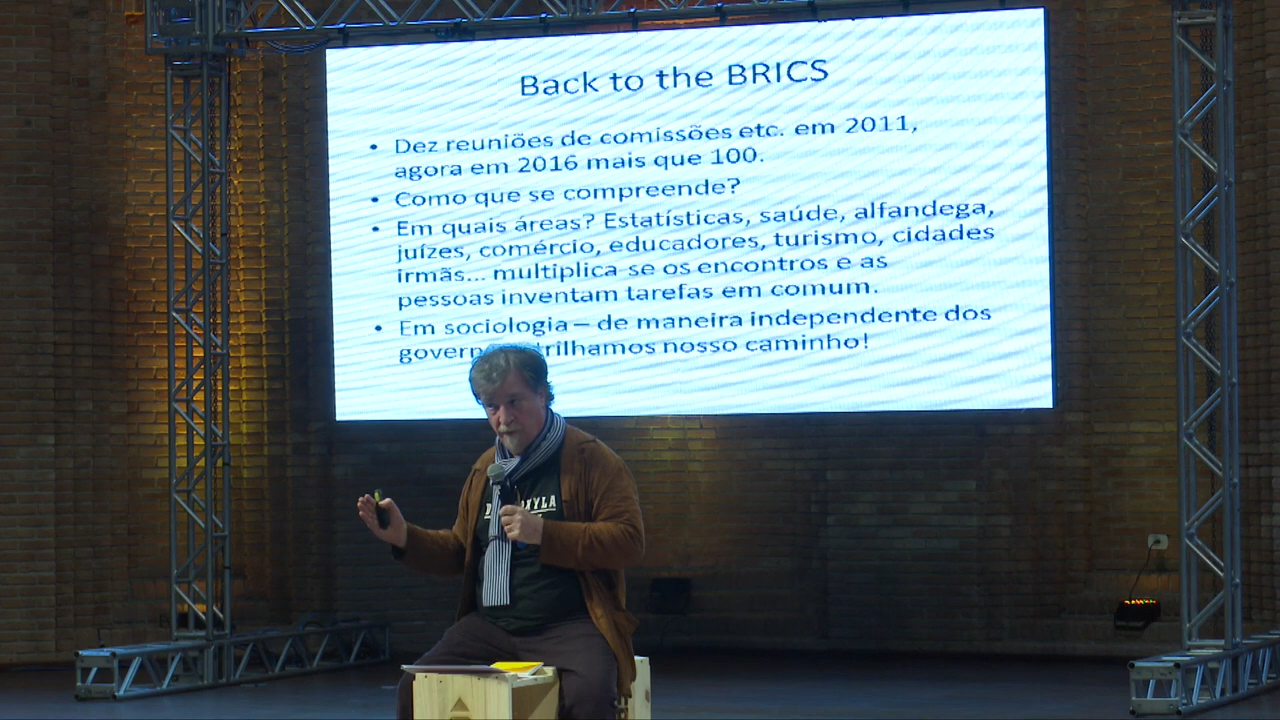 Back to the BRICS
• Dez reuniões de comissões etc. em 2011,
agora em 2016 mais que 100.
• Como que se compreende?
• Em quais áreas? Estatísticas, saúde, alfandega,
juízes, comércio, educadores, turismo, cidades
irmãs... multiplica-se os encontros e as
pessoas inventam tarefas em comum.
• Em sociologia – de maneira independente dos
trilhamos nosso caminho!